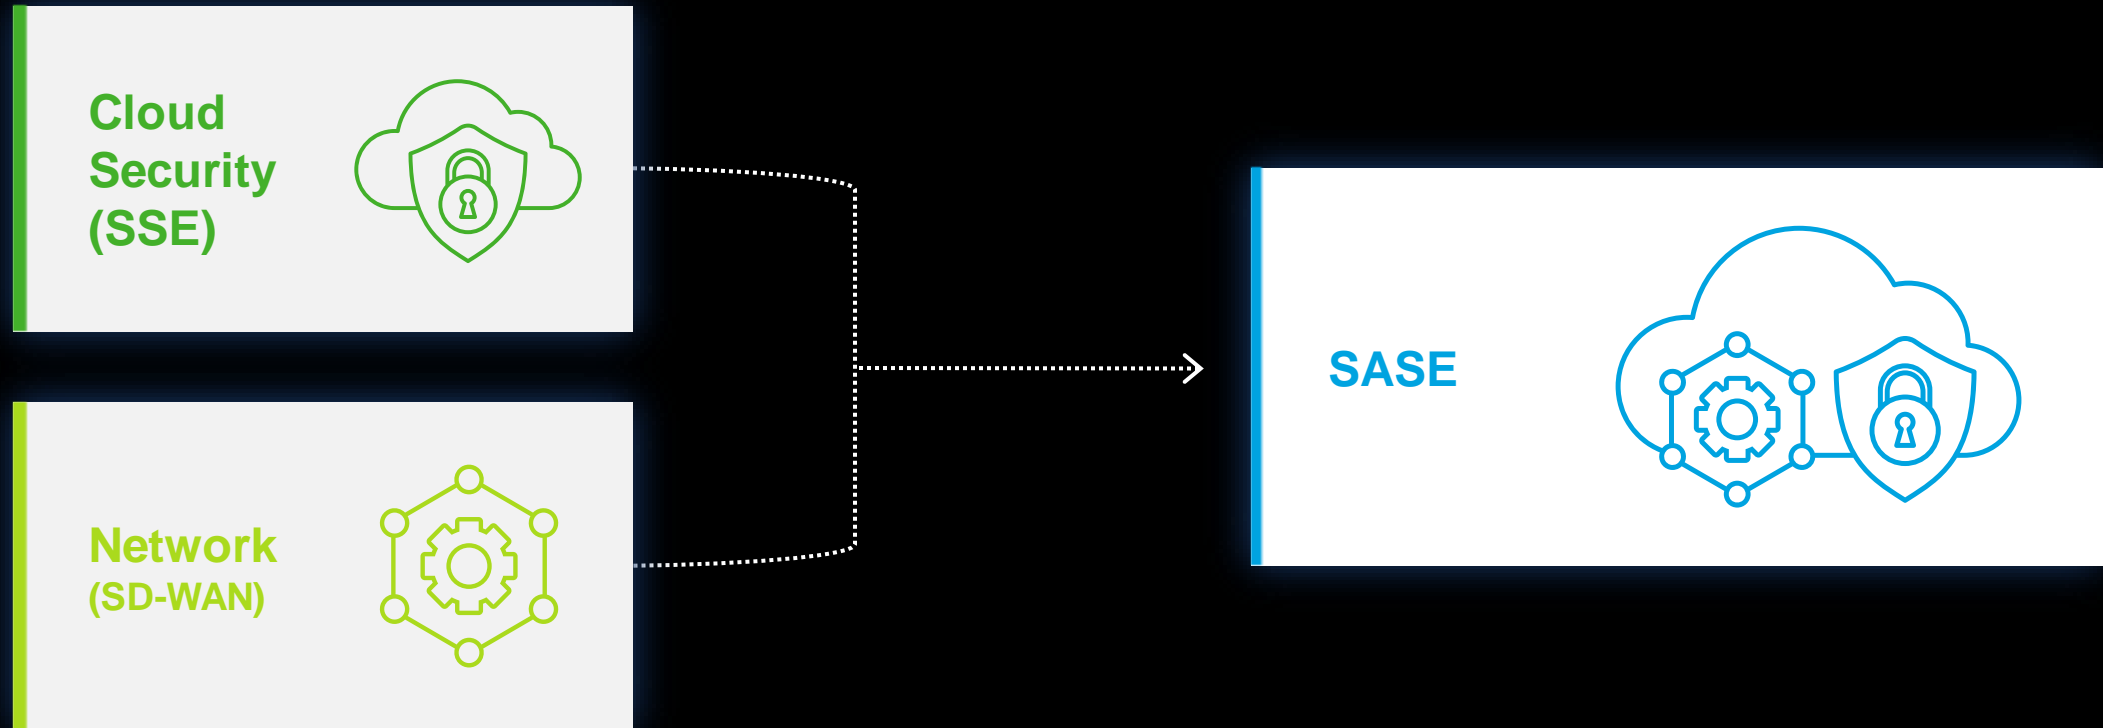 Cloud
Security
(SSE)
Network
(SD-WAN)
SASE